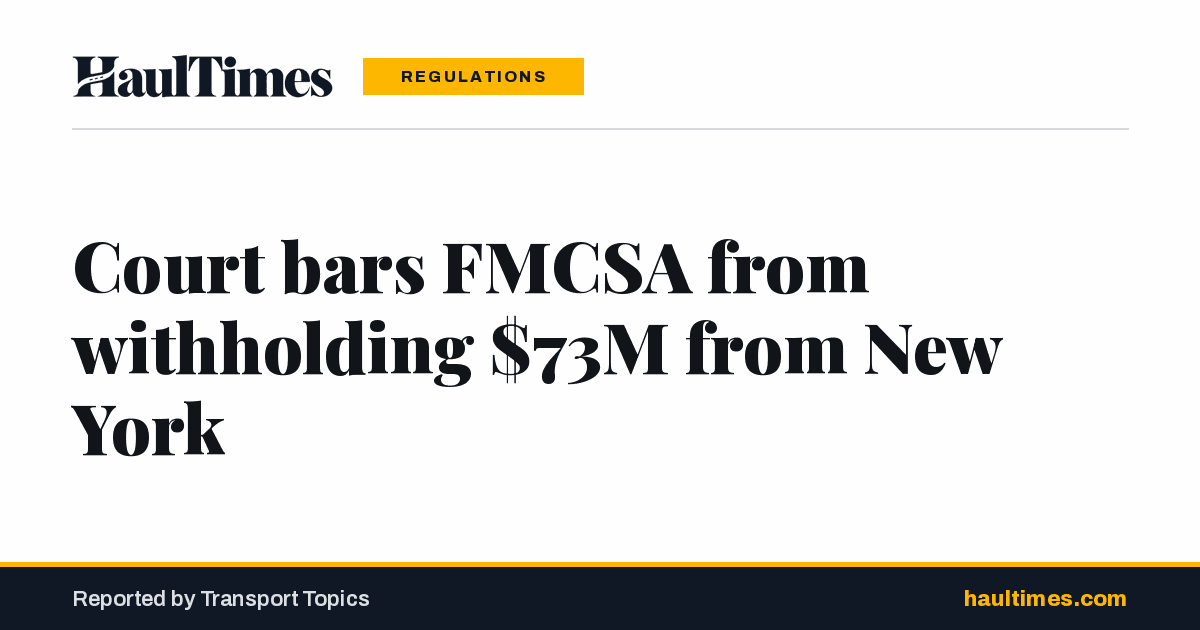 HaulTimes
REGULATIONS
Court bars FMCSA from
withholding $73M from New
York
Reported by Transport Topics
haultimes.com